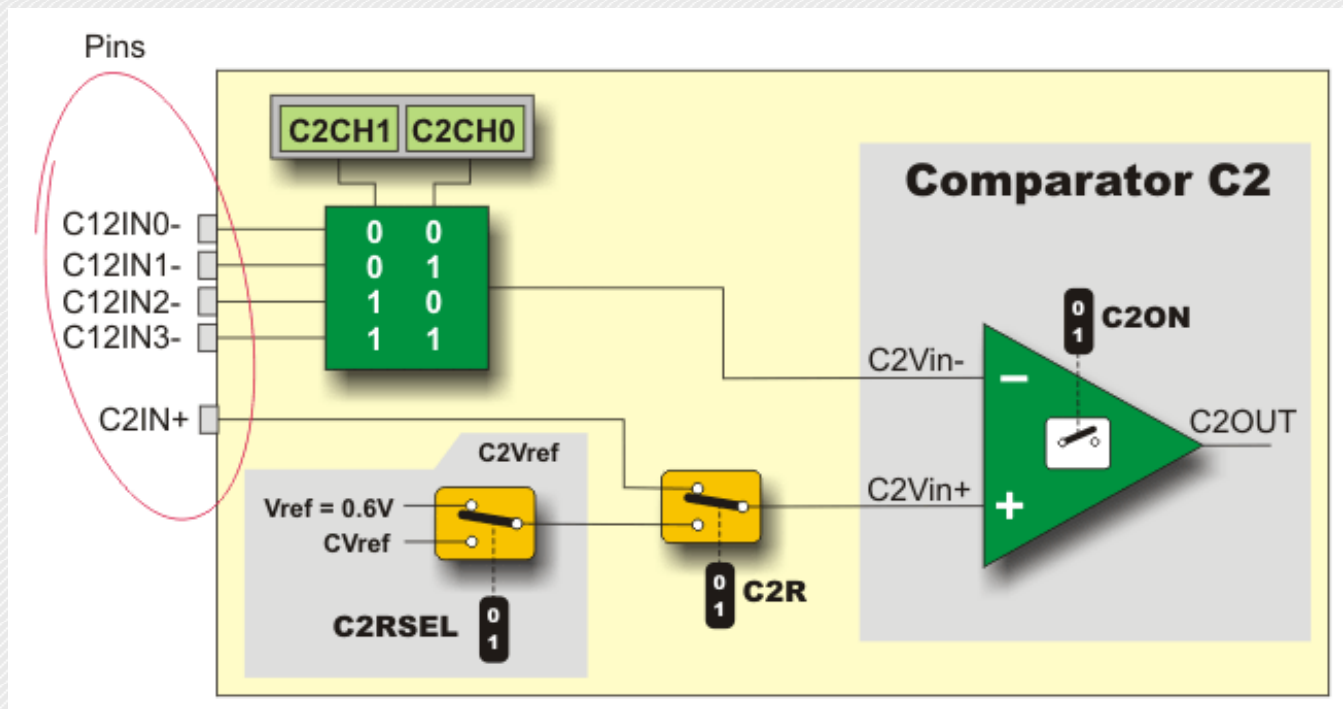 Pins
C2CH1 C2CH0
Comparator C2
C12IN0- 0 0
C12IN1- 0 1
C12IN2- 1 0
C12IN3- 1 1
0
1
C2ON
C2Vin-
−
C2IN+
C2OUT
C2Vref
C2Vin+
+
Vref = 0.6V
CVref
0
1
C2R
C2RSEL
0
1